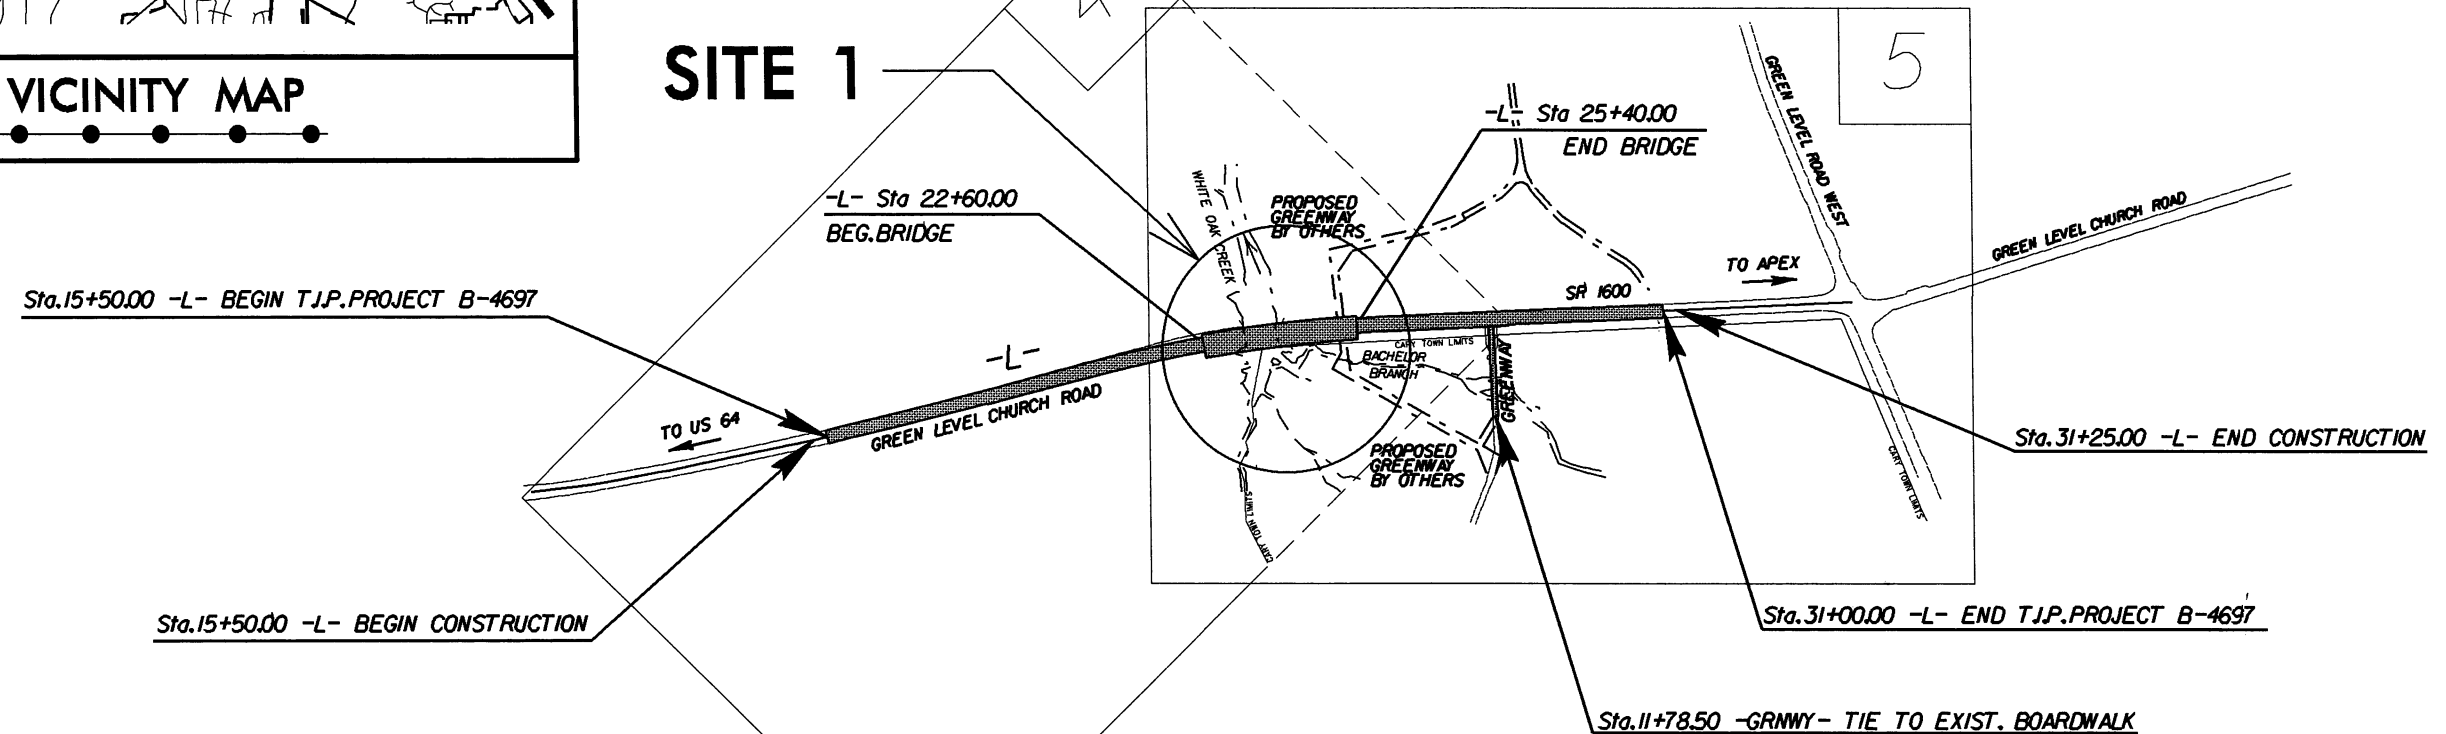 VICINITY MAP
SITE 1
5
-L- Sta 25+40.00
END BRIDGE
-L- Sta 22+60.00
BEG. BRIDGE
WHITE OAK CREEK
PROPOSED
GREENWAY
BY OTHERS
GREEN LEVEL ROAD WEST
GREEN LEVEL CHURCH ROAD
TO APEX
SR 1600
Sta. 15+50.00 -L- BEGIN T.I.P. PROJECT B-4697
-L-
CARY TOWN LIMITS
BACHELOR
BRANCH
GREENWAY
GREEN LEVEL CHURCH ROAD
TO US 64
PROPOSED
GREENWAY
BY OTHERS
CARY TOWN LIMITS
CARY TOWN LIMITS
Sta. 31+25.00 -L- END CONSTRUCTION
Sta. 15+50.00 -L- BEGIN CONSTRUCTION
Sta. 31+00.00 -L- END T.I.P. PROJECT B-4697
Sta. 11+78.50 -GRNWY- TIE TO EXIST. BOARDWALK